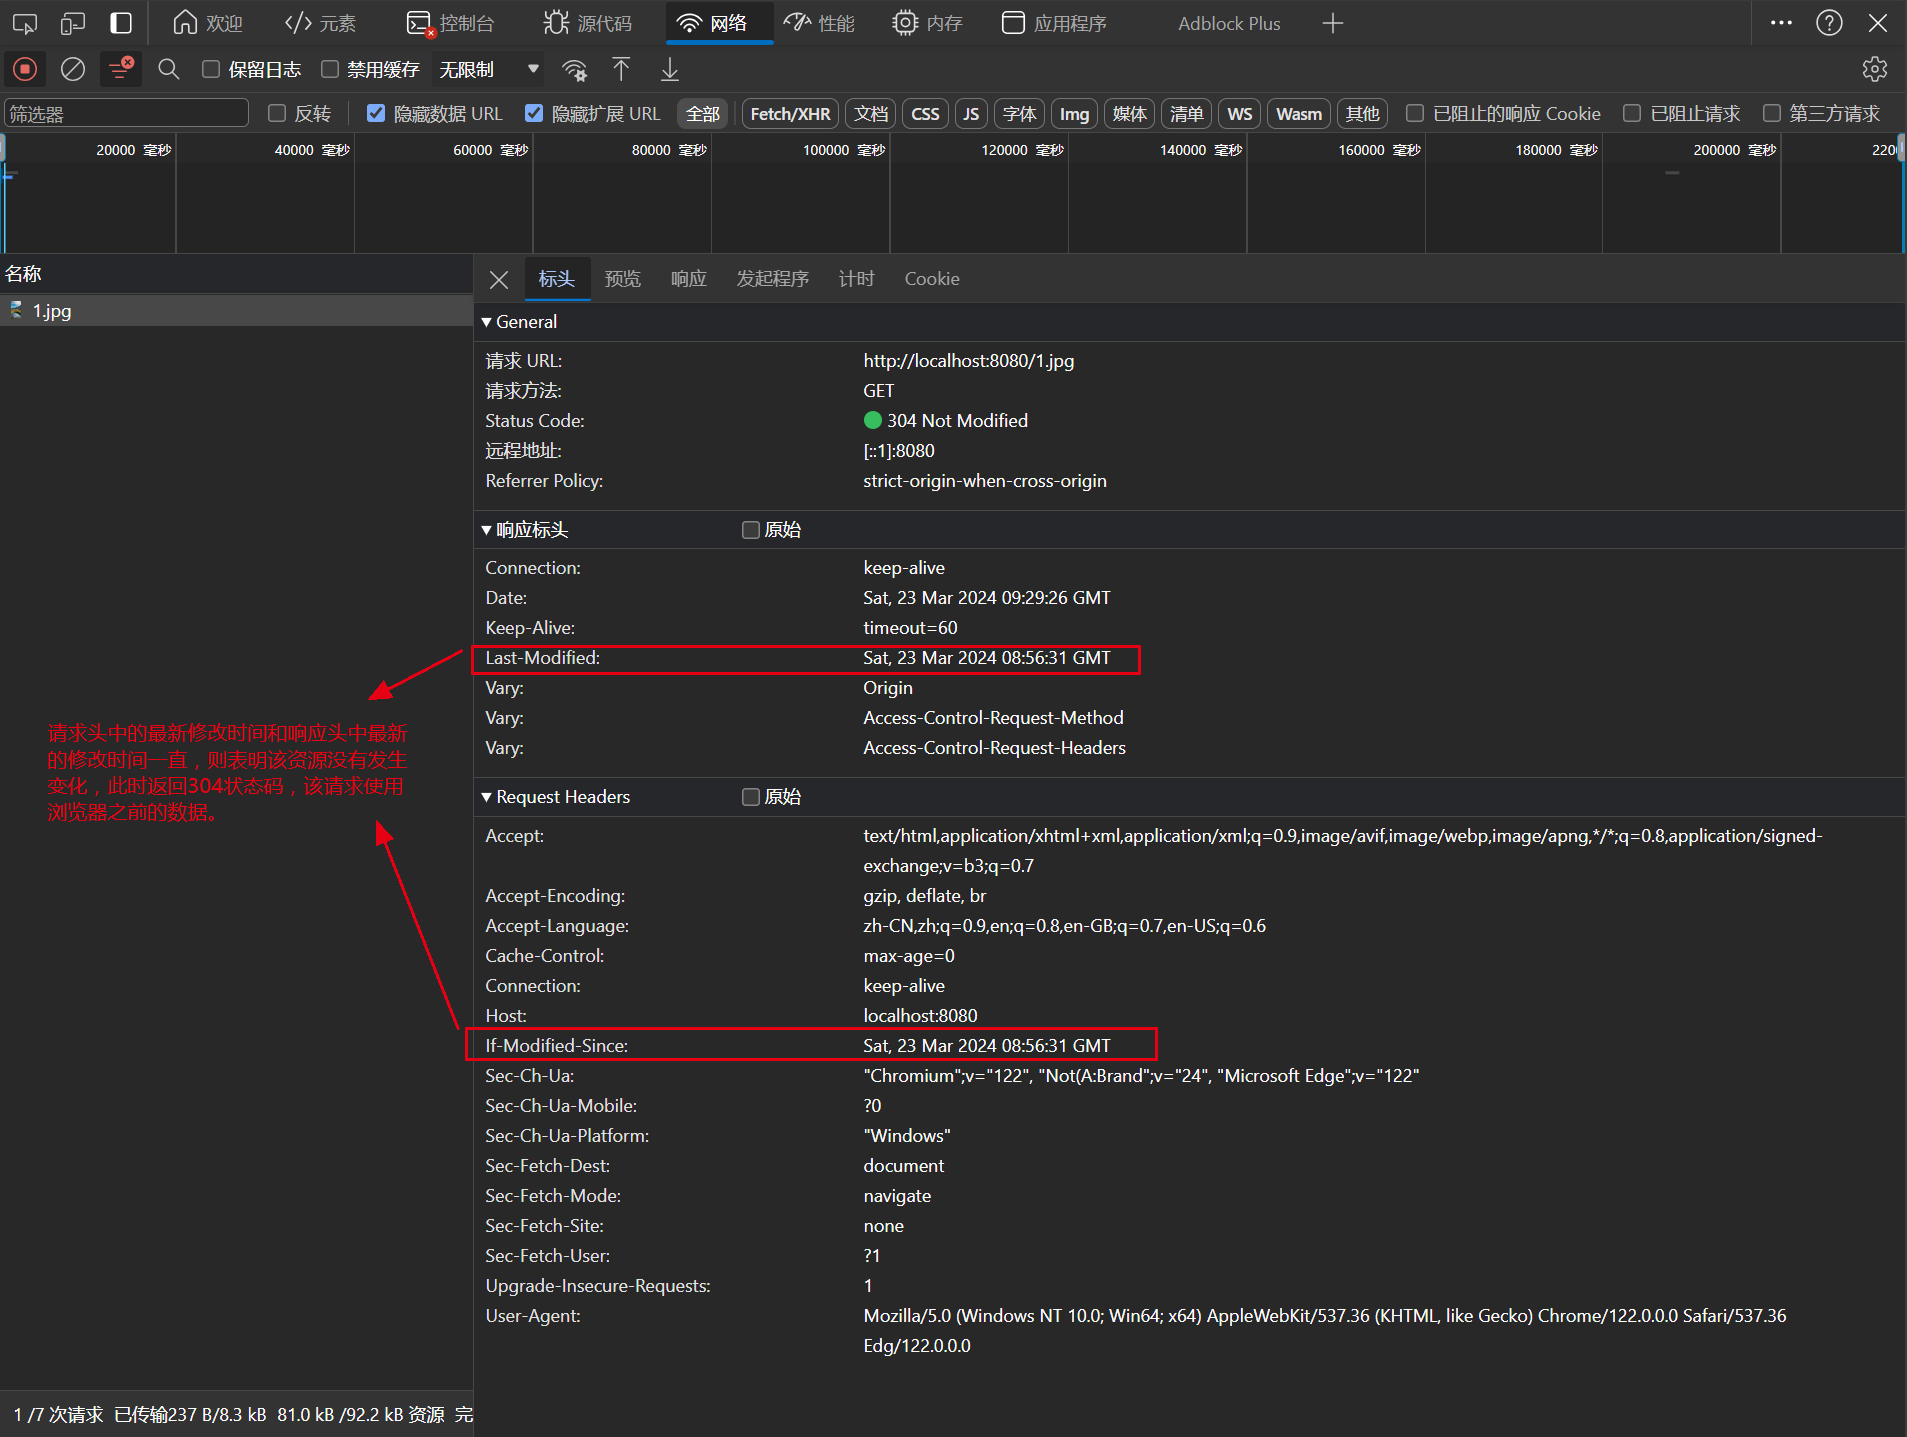 欢迎 元素 控制台 源代码 网络 性能 内存 应用程序 Adblock Plus
保留日志 禁用缓存 无限制
筛选器 反转 隐藏数据 URL 隐藏扩展 URL 全部 Fetch/XHR 文档 CSS JS 字体 Img 媒体 清单 WS Wasm 其他 已阻止的响应 Cookie 已阻止请求 第三方请求
20000 毫秒 40000 毫秒 60000 毫秒 80000 毫秒 100000 毫秒 120000 毫秒 140000 毫秒 160000 毫秒 180000 毫秒 200000 毫秒 220
名称
1.jpg
标头 预览 响应 发起程序 计时 Cookie
General
请求 URL: http://localhost:8080/1.jpg
请求方法: GET
Status Code: 304 Not Modified
远程地址: [::1]:8080
Referrer Policy: strict-origin-when-cross-origin
响应标头 原始
Connection: keep-alive
Date: Sat, 23 Mar 2024 09:29:26 GMT
Keep-Alive: timeout=60
Last-Modified: Sat, 23 Mar 2024 08:56:31 GMT
Vary: Origin
Vary: Access-Control-Request-Method
Vary: Access-Control-Request-Headers
请求头中的最新修改时间和响应头中最新
的修改时间一直，则表明该资源没有发生
变化，此时返回304状态码，该请求使用
浏览器之前的数据。
Request Headers 原始
Accept: text/html,application/xhtml+xml,application/xml;q=0.9,image/avif,image/webp,image/apng,*/*;q=0.8,application/signed-
exchange;v=b3;q=0.7
Accept-Encoding: gzip, deflate, br
Accept-Language: zh-CN,zh;q=0.9,en;q=0.8,en-GB;q=0.7,en-US;q=0.6
Cache-Control: max-age=0
Connection: keep-alive
Host: localhost:8080
If-Modified-Since: Sat, 23 Mar 2024 08:56:31 GMT
Sec-Ch-Ua: "Chromium";v="122", "Not(A:Brand";v="24", "Microsoft Edge";v="122"
Sec-Ch-Ua-Mobile: ?0
Sec-Ch-Ua-Platform: "Windows"
Sec-Fetch-Dest: document
Sec-Fetch-Mode: navigate
Sec-Fetch-Site: none
Sec-Fetch-User: ?1
Upgrade-Insecure-Requests: 1
User-Agent: Mozilla/5.0 (Windows NT 10.0; Win64; x64) AppleWebKit/537.36 (KHTML, like Gecko) Chrome/122.0.0.0 Safari/537.36
Edg/122.0.0.0
1 /7 次请求 已传输237 B/8.3 kB 81.0 kB /92.2 kB 资源 完